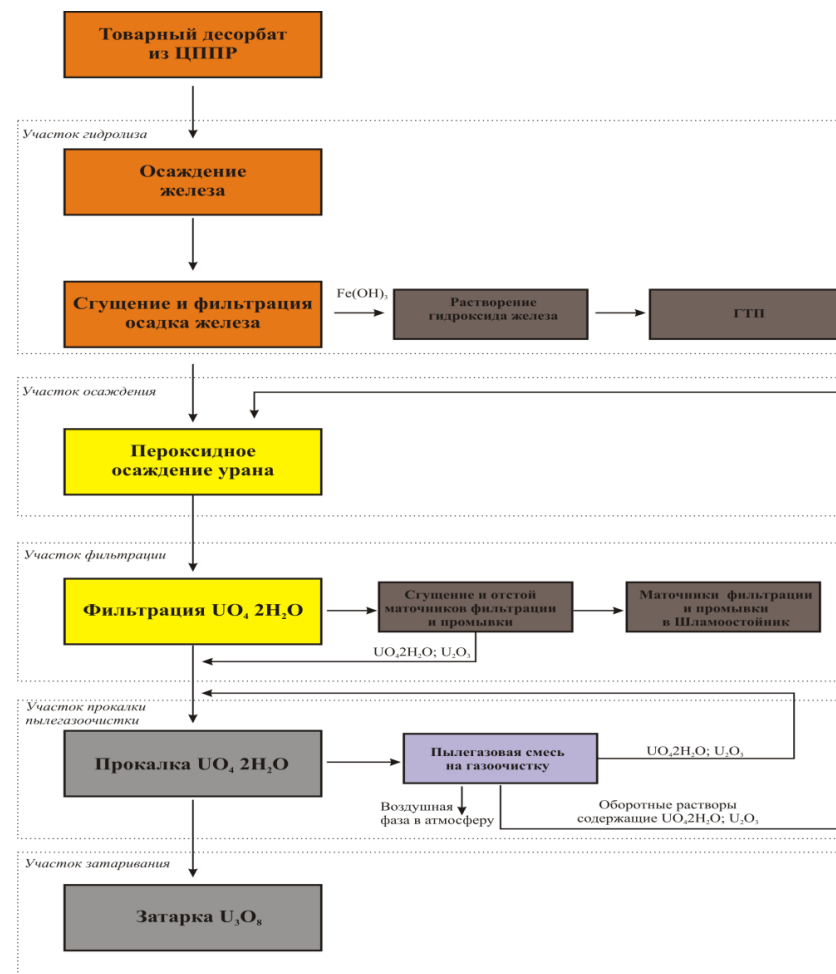 Товарный десорбат
из ЦППР
Участок гидролиза
Осаждение
железа
Сгущение и фильтрация
осадка железа
Fe(OH)₃
Растворение
гидроксида железа
ГТП
Участок осаждения
Пероксидное
осаждение урана
Участок фильтрации
Фильтрация UO₄ 2H₂O
Сгущение и отстой
маточников фильтрации
и промывки
Маточники фильтрации
и промывки
в Шламоостойник
UO₄2H₂O; U₂O₃
Участок прокалки
пылегазоочистки
Прокалка UO₄ 2H₂O
Пылегазовая смесь
на газоочистку
UO₄2H₂O; U₂O₃
Воздушная
фаза в атмосферу
Оборотные растворы
содержащие UO₄2H₂O; U₂O₃
Участок затаривания
Затарка U₃O₈